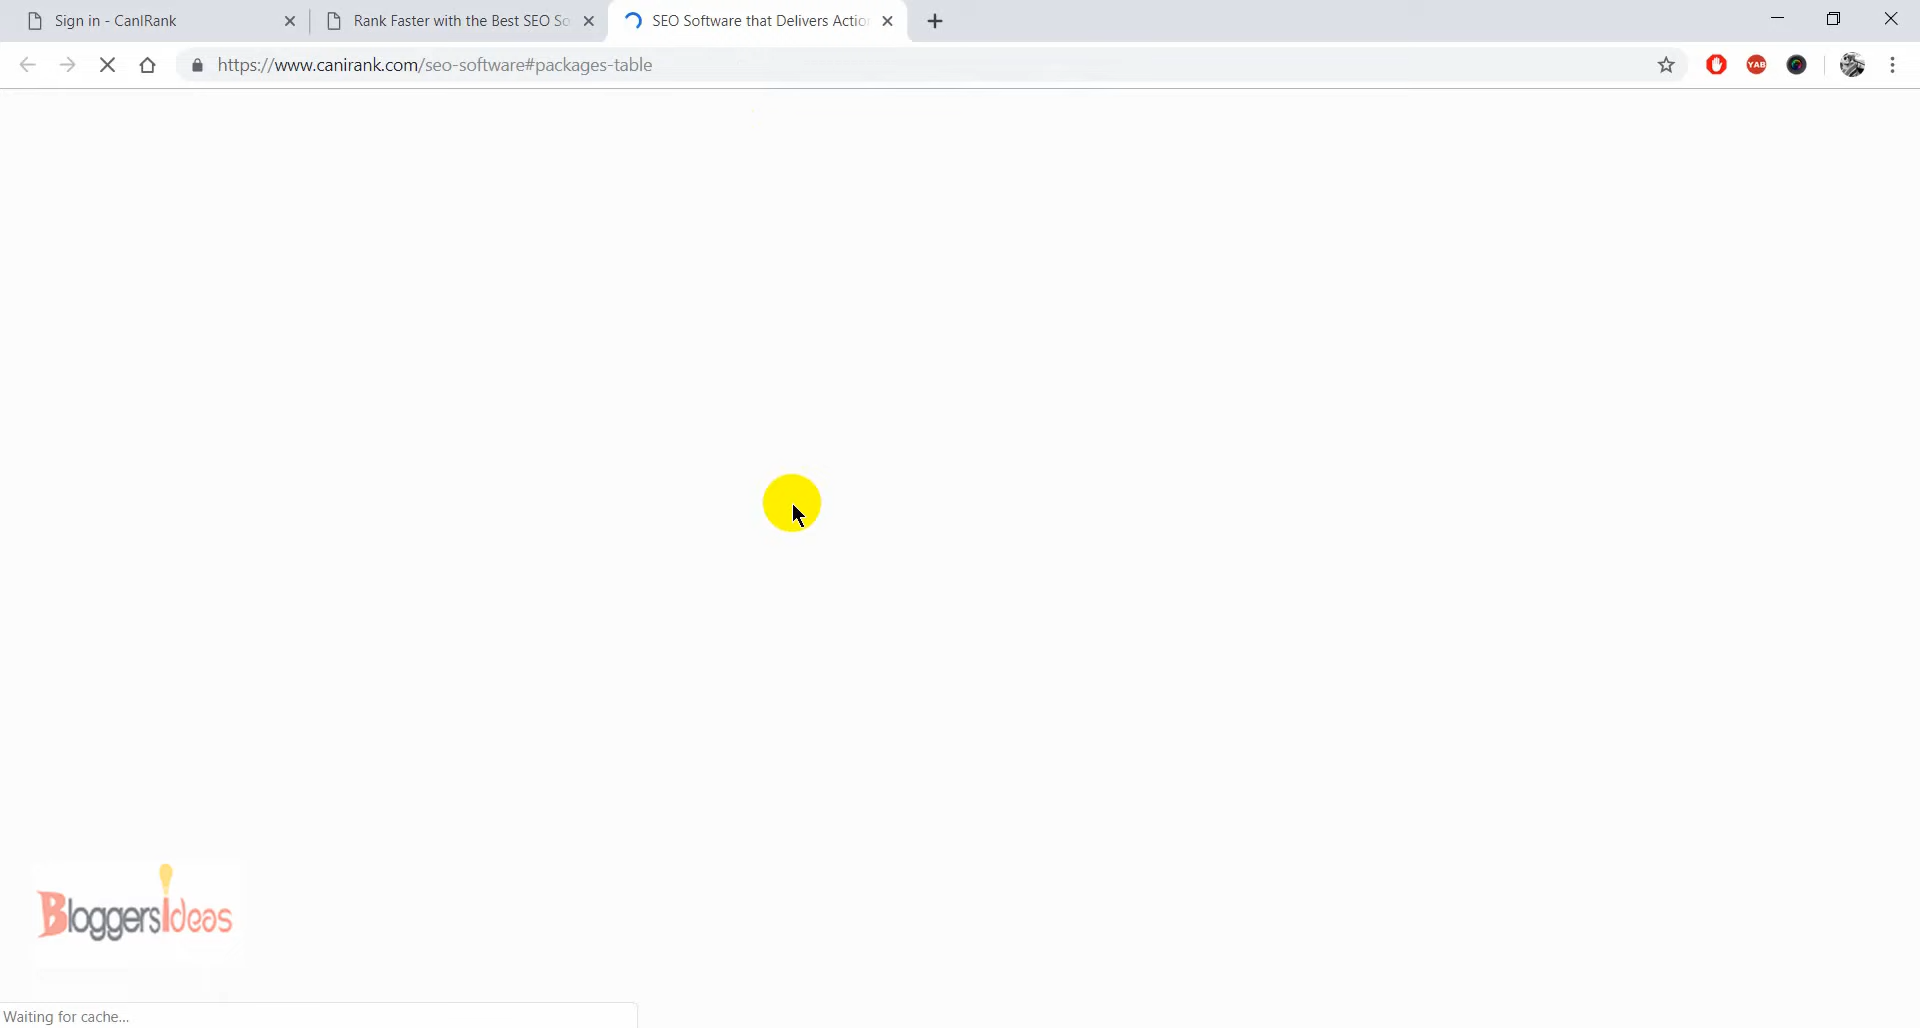 Sign in - CanIRank
Rank Faster with the Best SEO So
SEO Software that Delivers Actio
https://www.canirank.com/seo-software#packages-table
YAB
BloggersIdeas
Waiting for cache...